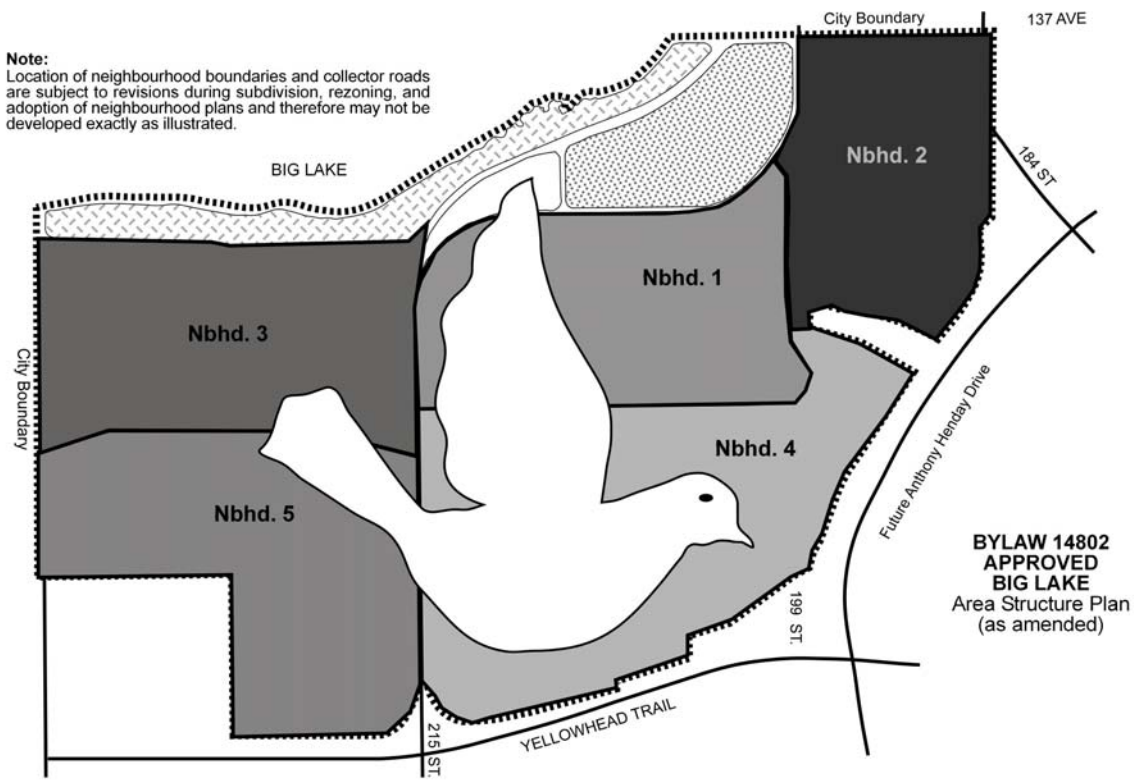 City Boundary
137 AVE
Note:
Location of neighbourhood boundaries and collector roads
are subject to revisions during subdivision, rezoning, and
adoption of neighbourhood plans and therefore may not be
developed exactly as illustrated.
BIG LAKE
Nbhd. 2
184 ST
Nbhd. 1
Nbhd. 3
City Boundary
Nbhd. 4
Nbhd. 5
Future Anthony Henday Drive
BYLAW 14802
APPROVED
BIG LAKE
Area Structure Plan
(as amended)
199 ST.
YELLOWHEAD TRAIL
215 ST.